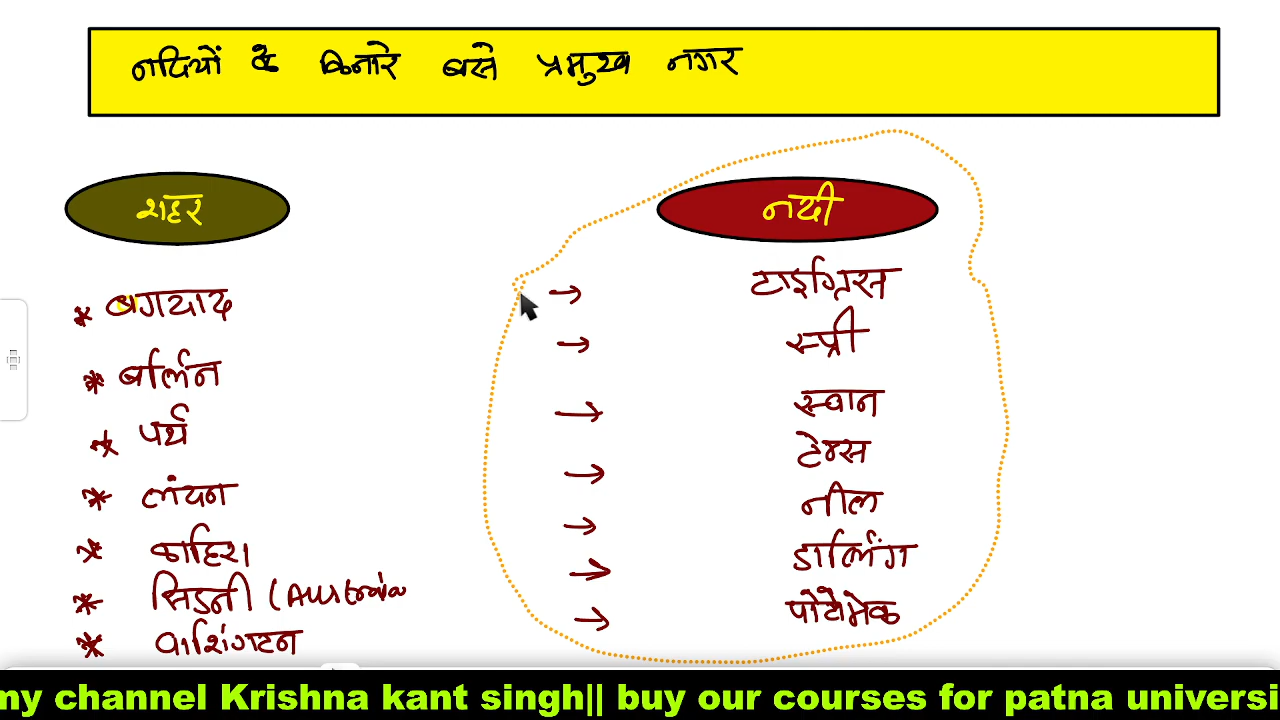 नदियों के किनारे बसे प्रमुख नगर
शहर नदी
* बगदाद → टाइग्रिस
* बर्लिन → स्प्री
* पर्थ → स्वान
* लंदन → टेम्स
* काहिरा → नील
* सिडनी (Australia → डार्लिंग
* वाशिंगटन → पोटोमेक
my channel Krishna kant singh|| buy our courses for patna universi